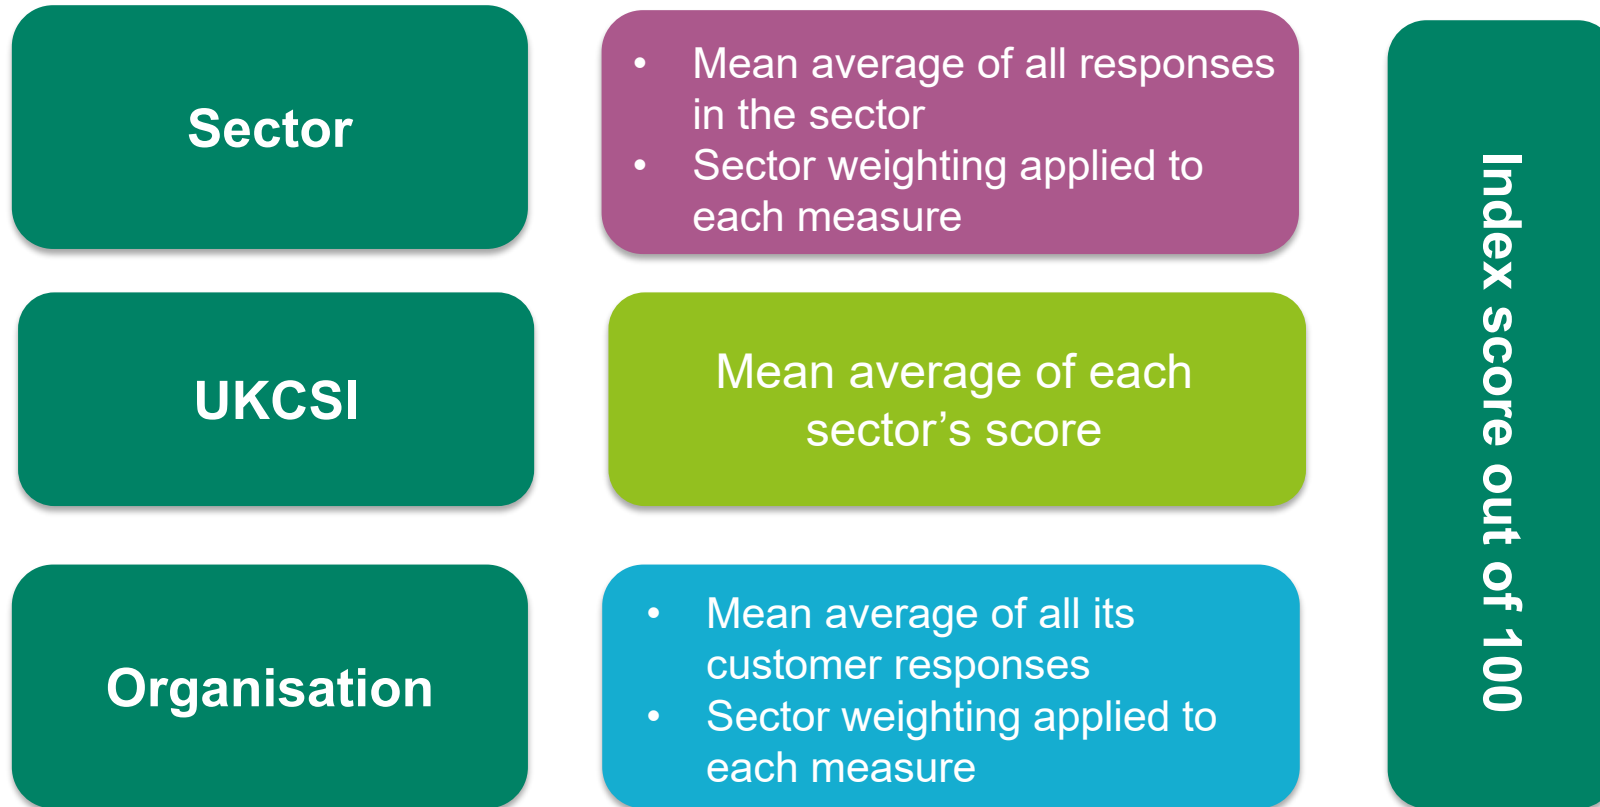 Sector
• Mean average of all responses
in the sector
• Sector weighting applied to
each measure
UKCSI
Mean average of each
sector’s score
Organisation
• Mean average of all its
customer responses
• Sector weighting applied to
each measure
Index score out of 100